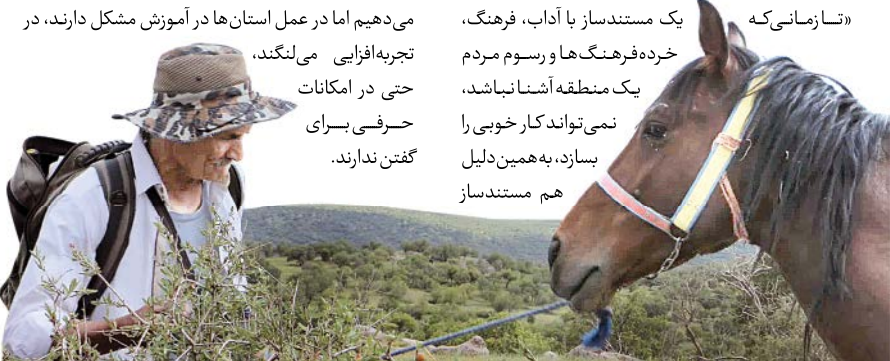 «تا زمانی‌که یک مستندساز با آداب، فرهنگ،
خرده‌فرهنگ‌ها و رسوم مردم
یک منطقه آشنا نباشد،
نمی‌تواند کار خوبی را
بسازد، به‌همین دلیل
هم مستندساز
می‌دهیم اما در عمل استان‌ها در آموزش مشکل دارند، در
تجربه‌افزایی می‌لنگند،
حتی در امکانات
حرفی برای
گفتن ندارند.